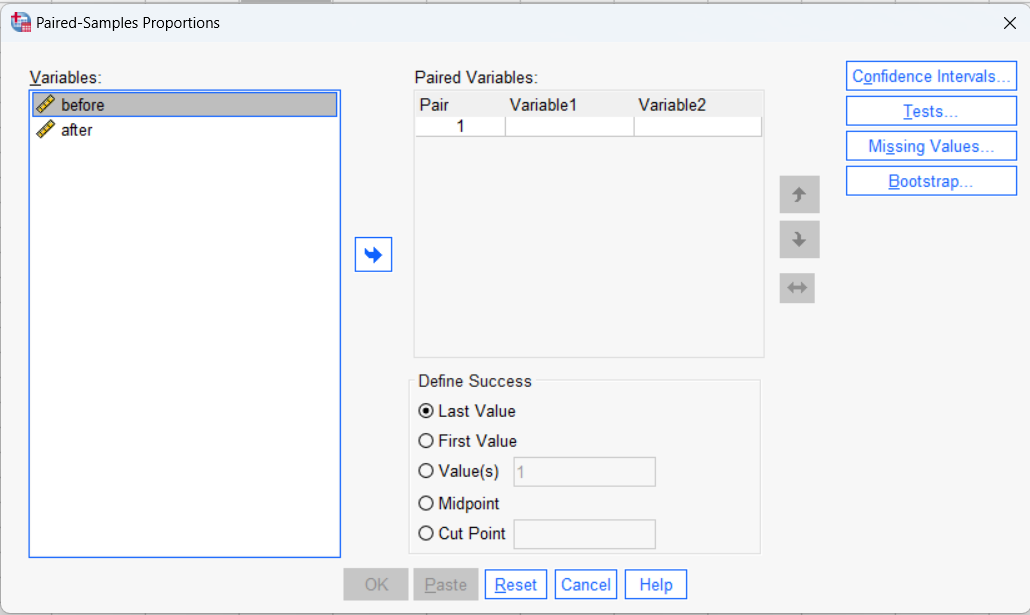 Paired-Samples Proportions
Variables:
before
after
Paired Variables:
Pair Variable1 Variable2
1
Define Success
Last Value
First Value
Value(s) 1
Midpoint
Cut Point
Confidence Intervals...
Tests...
Missing Values...
Bootstrap...
OK Paste Reset Cancel Help